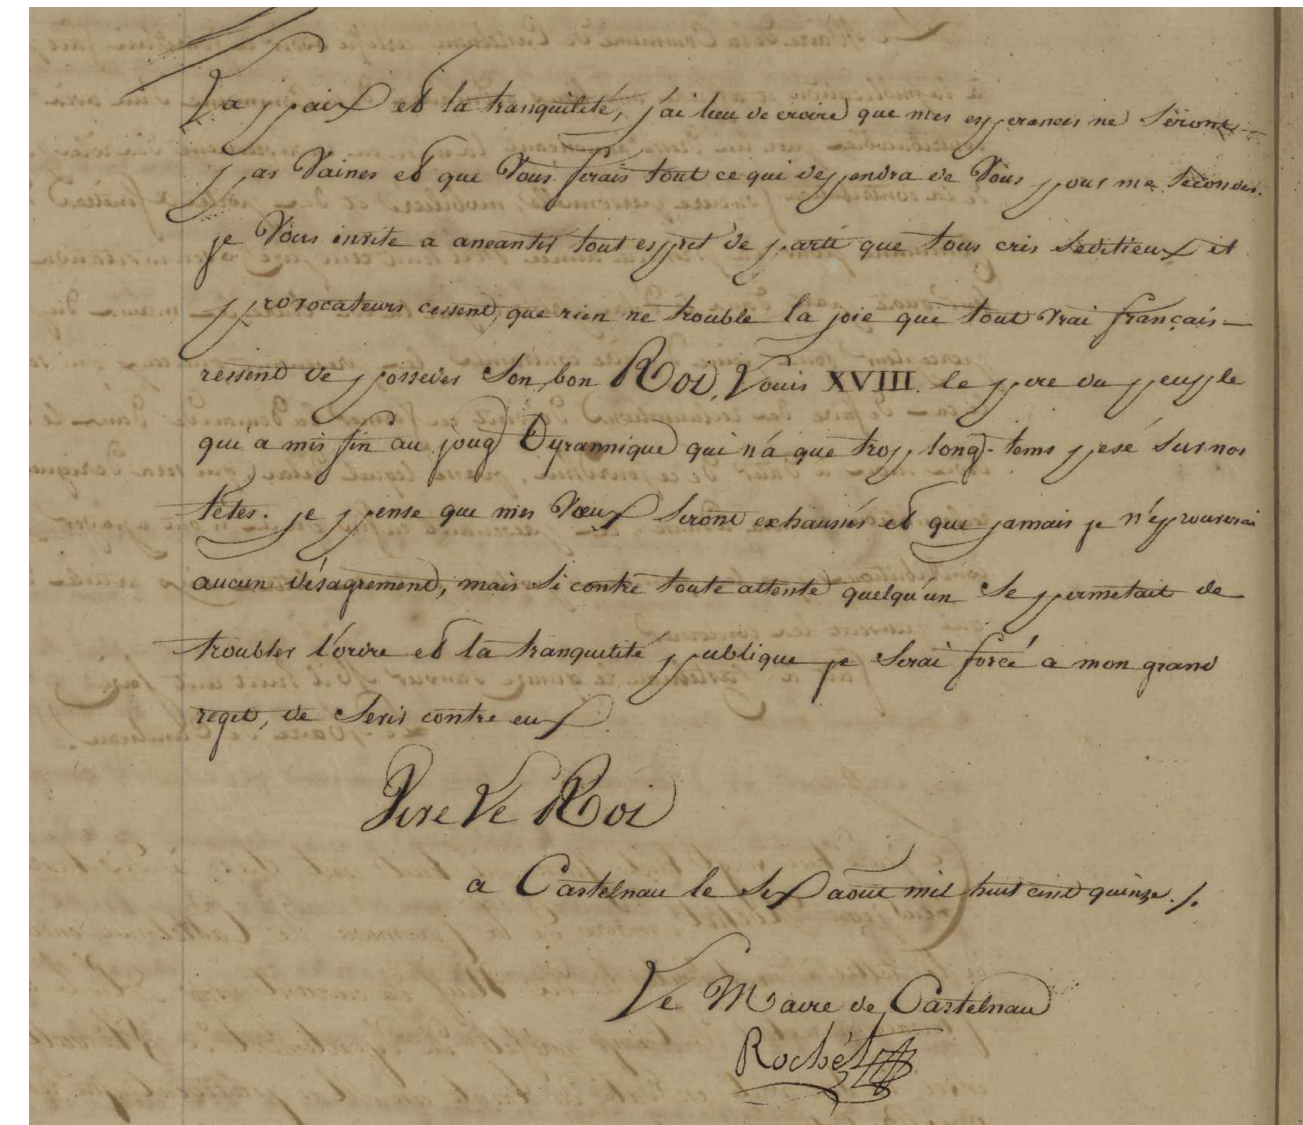 La paix et la tranquilité, j'ai lieu de croire que mes esperances ne seront
pas vaines et que vous ferais tout ce qui dependra de vous pour me seconder.
je vous invite a aneantir tout esprit de parti que tous cris seditieux et
provocateurs cessent, que rien ne trouble la joie que tout vrai français
ressent de posseder son bon Roi, Louis XVIII. le pere du peuple
qui a mis fin au joug Tyrannique qui n'a que trop long-tems pesé sur nos
têtes. je pense que mes vœux seront exhaussés et que jamais je n'éprouverai
aucun désagrement, mais si contre toute attente quelqu'un se permetait de
troubler l'ordre et la tranquilité publique je serai forcé a mon grand
reget, de sevir contre eux
Vive Le Roi
a Castelnau le six aout mil huit cent quinze ./.
Le Maire de Castelnau
Rochet